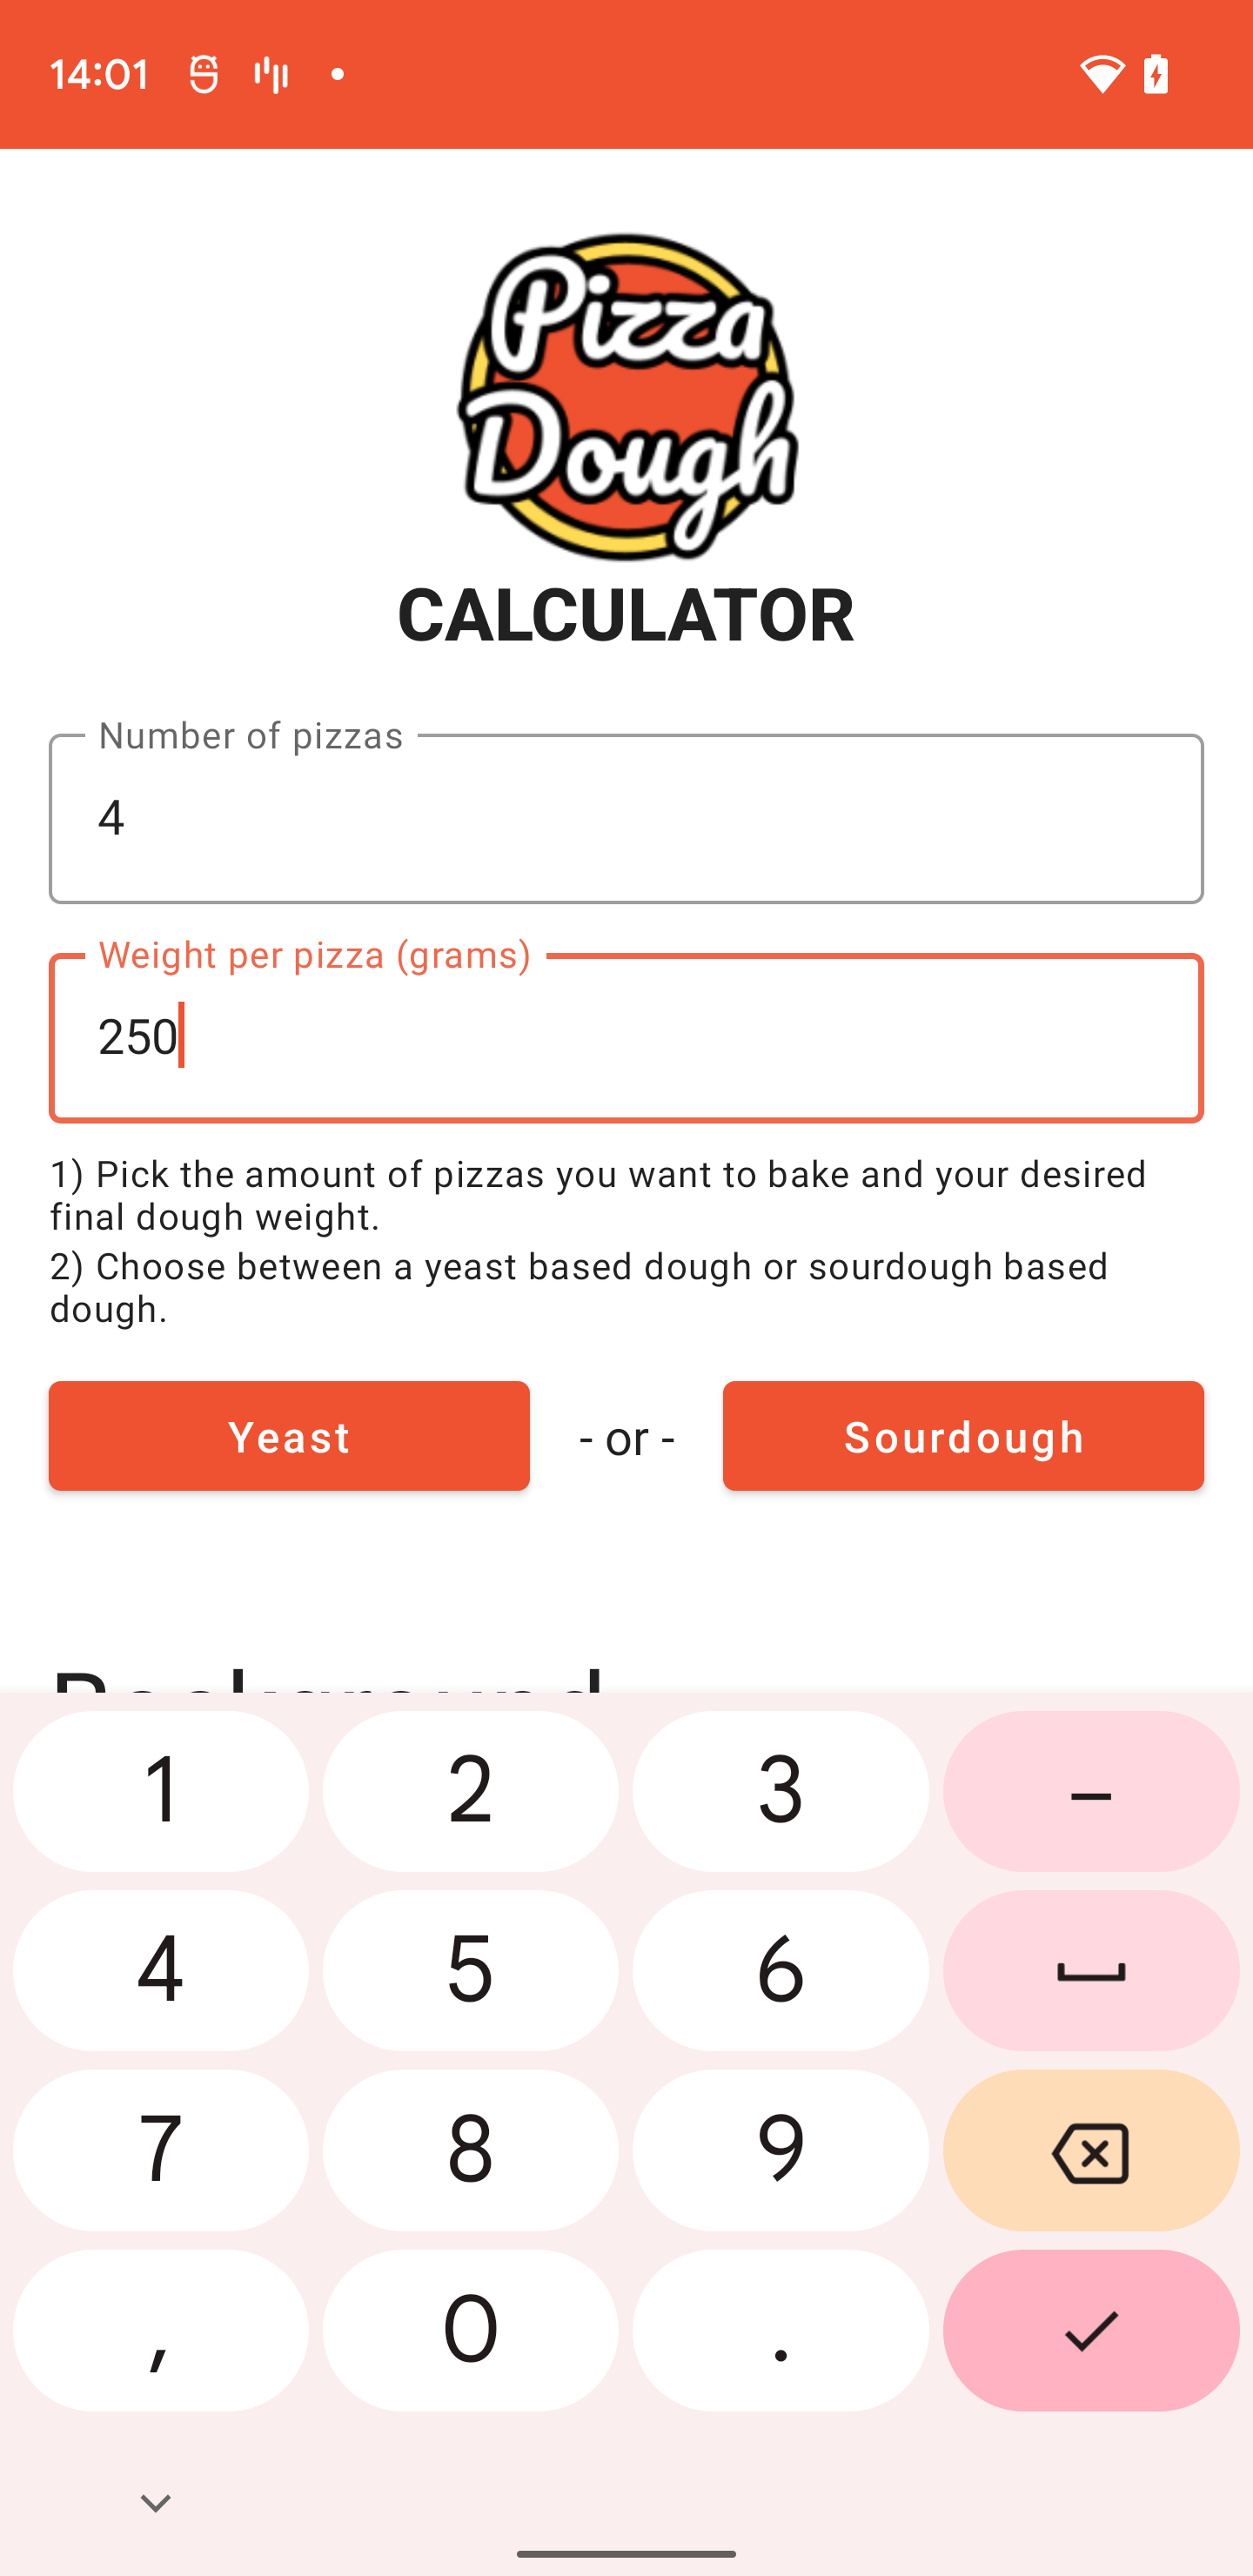 14:01
Pizza
Dough
CALCULATOR
Number of pizzas
4
Weight per pizza (grams)
250
1) Pick the amount of pizzas you want to bake and your desired
final dough weight.
2) Choose between a yeast based dough or sourdough based
dough.
Yeast - or - Sourdough
Background
1 2 3 –
4 5 6
7 8 9
, 0 .